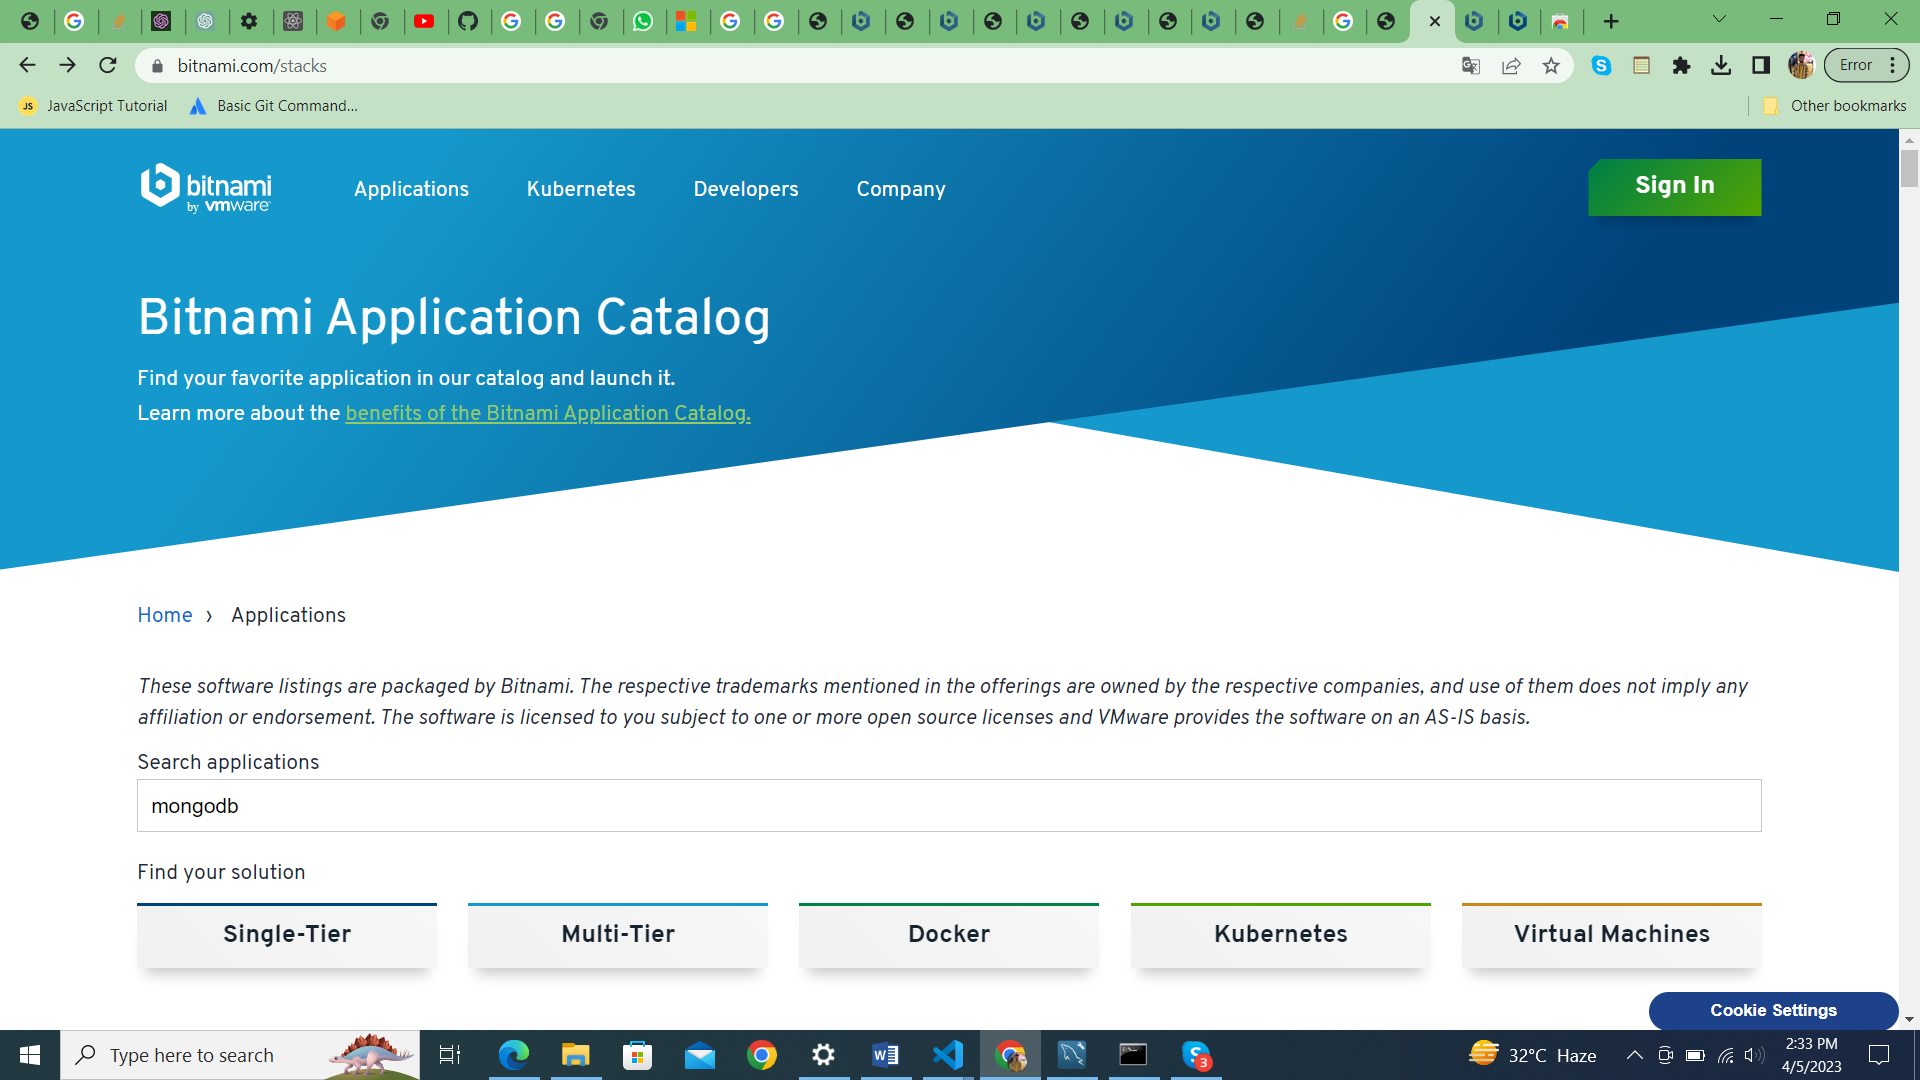 bitnami.com/stacks
Error
JS JavaScript Tutorial
Basic Git Command...
Other bookmarks
bitnami
by vmware
Applications
Kubernetes
Developers
Company
Sign In
Bitnami Application Catalog
Find your favorite application in our catalog and launch it.
Learn more about the benefits of the Bitnami Application Catalog.
Home › Applications
These software listings are packaged by Bitnami. The respective trademarks mentioned in the offerings are owned by the respective companies, and use of them does not imply any
affiliation or endorsement. The software is licensed to you subject to one or more open source licenses and VMware provides the software on an AS-IS basis.
Search applications
mongodb
Find your solution
Single-Tier
Multi-Tier
Docker
Kubernetes
Virtual Machines
Cookie Settings
Type here to search
3
32°C Haze
2:33 PM
4/5/2023